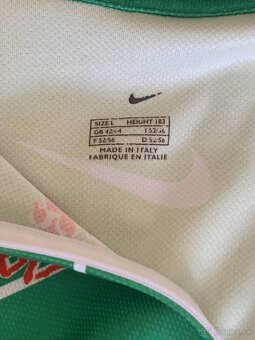 SIZE L HEIGHT 183
GB 42/44 I 52/56
F 52/56 D 52/56
MADE IN ITALY
FABRIQUE EN ITALIE